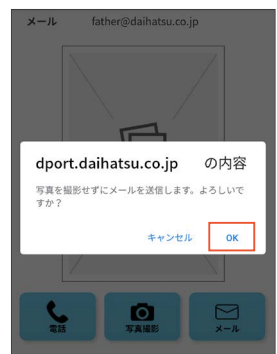 メール father@daihatsu.co.jp
dport.daihatsu.co.jp の内容
写真を撮影せずにメールを送信します。よろしいで
すか？
キャンセル OK
電話 写真撮影 メール